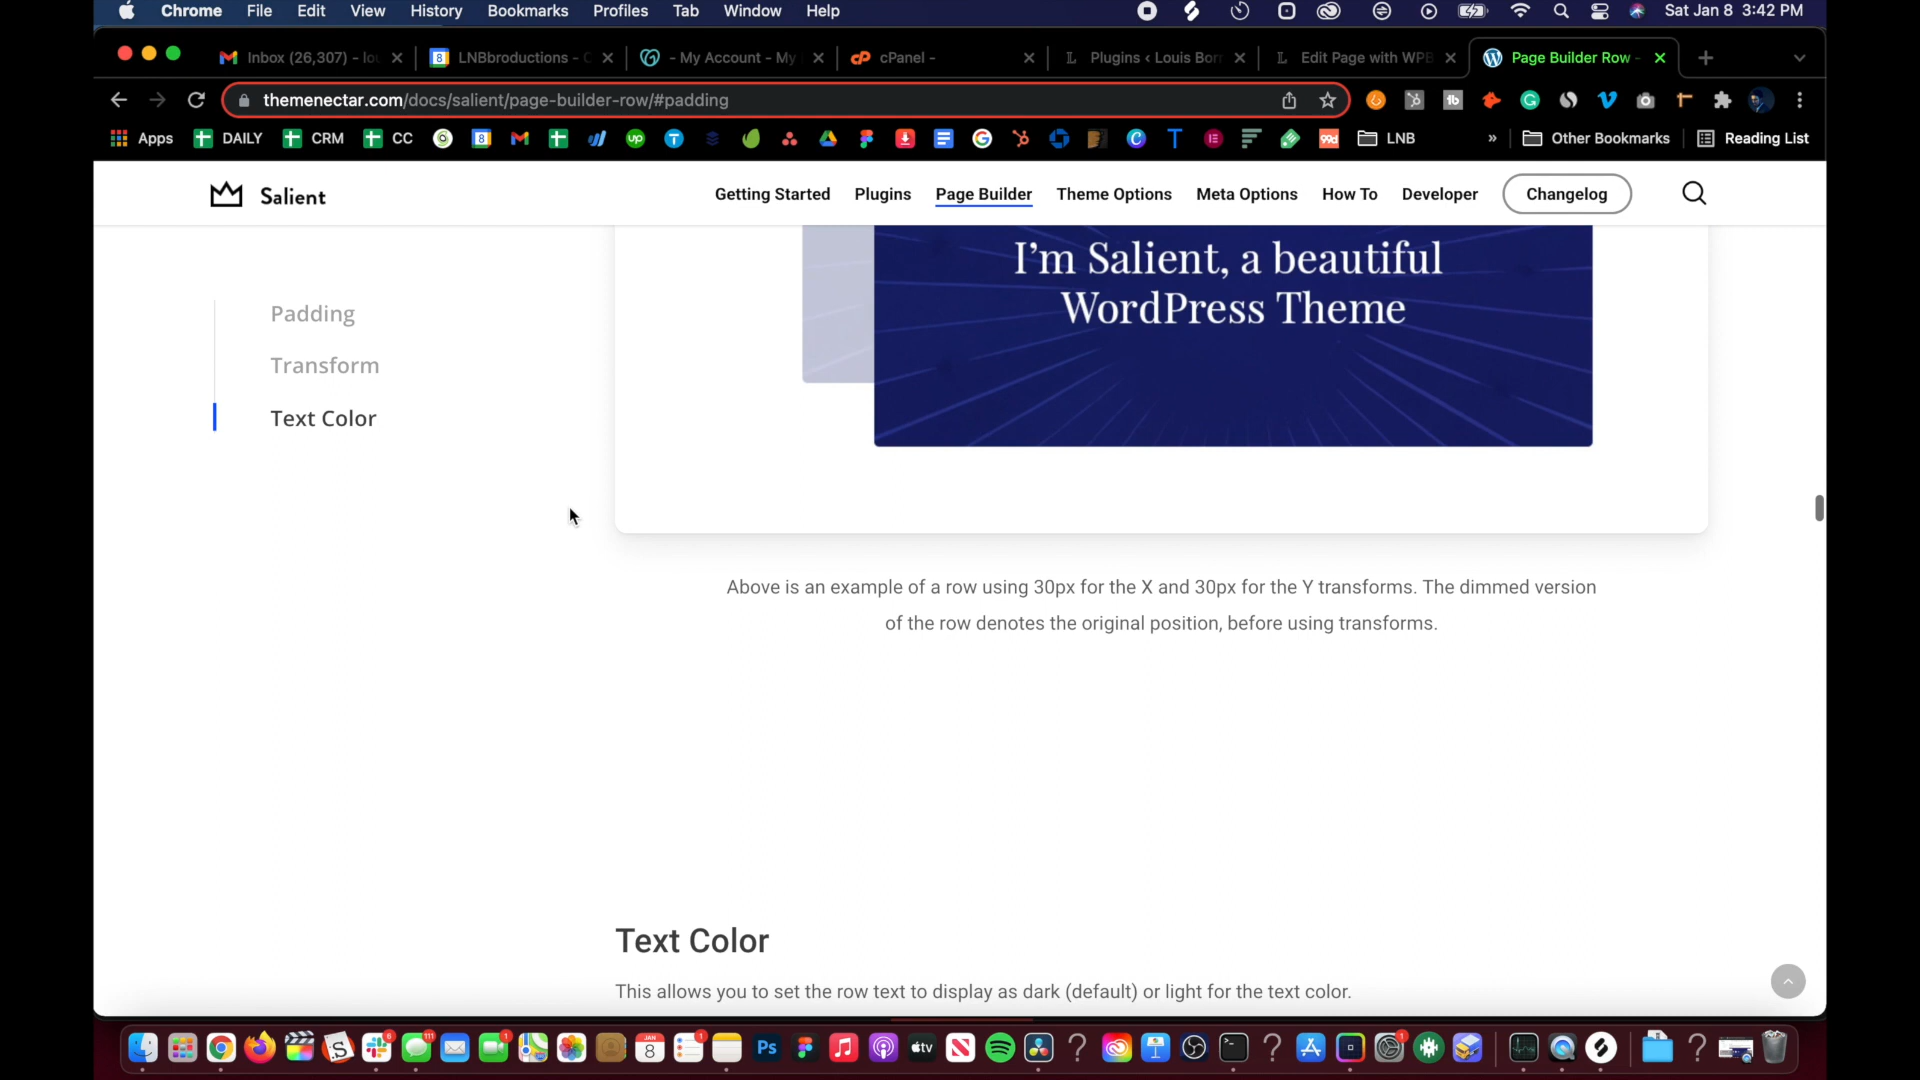 Chrome File Edit View History Bookmarks Profiles Tab Window Help Sat Jan 8 3:42 PM
Inbox (26,307) - lo LNBbroductions - C - My Account - My cPanel - Plugins ‹ Louis Borr Edit Page with WPB Page Builder Row -
themenectar.com/docs/salient/page-builder-row/#padding
Apps DAILY CRM CC LNB » Other Bookmarks Reading List
Salient Getting Started Plugins Page Builder Theme Options Meta Options How To Developer Changelog
I'm Salient, a beautiful
WordPress Theme
Padding
Transform
Text Color
Above is an example of a row using 30px for the X and 30px for the Y transforms. The dimmed version
of the row denotes the original position, before using transforms.
Text Color
This allows you to set the row text to display as dark (default) or light for the text color.